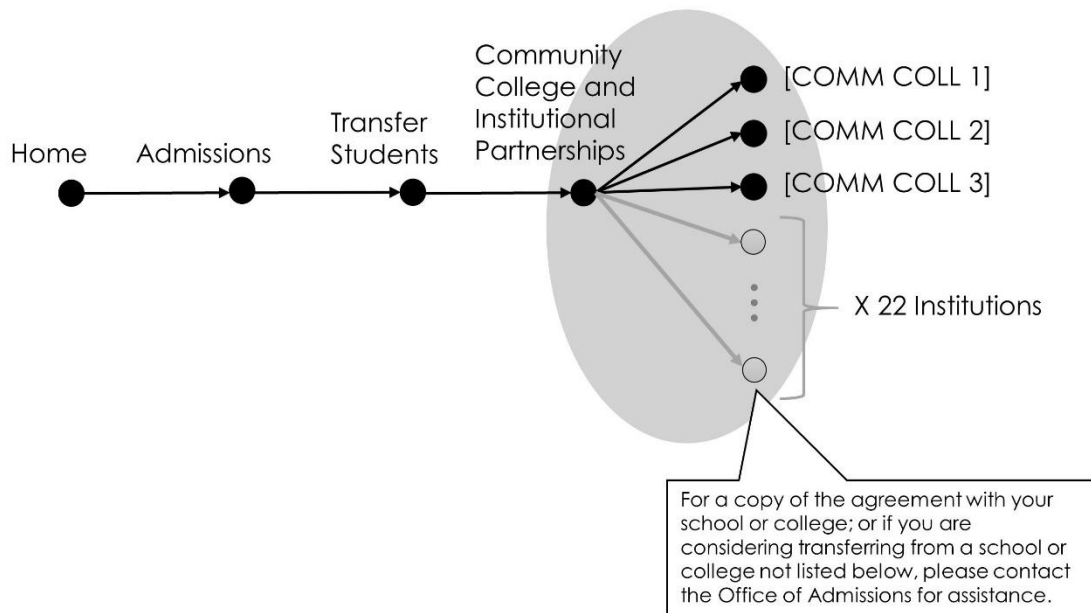 Home
Admissions
Transfer
Students
Community
College and
Institutional
Partnerships
[COMM COLL 1]
[COMM COLL 2]
[COMM COLL 3]
X 22 Institutions
For a copy of the agreement with your
school or college; or if you are
considering transferring from a school or
college not listed below, please contact
the Office of Admissions for assistance.